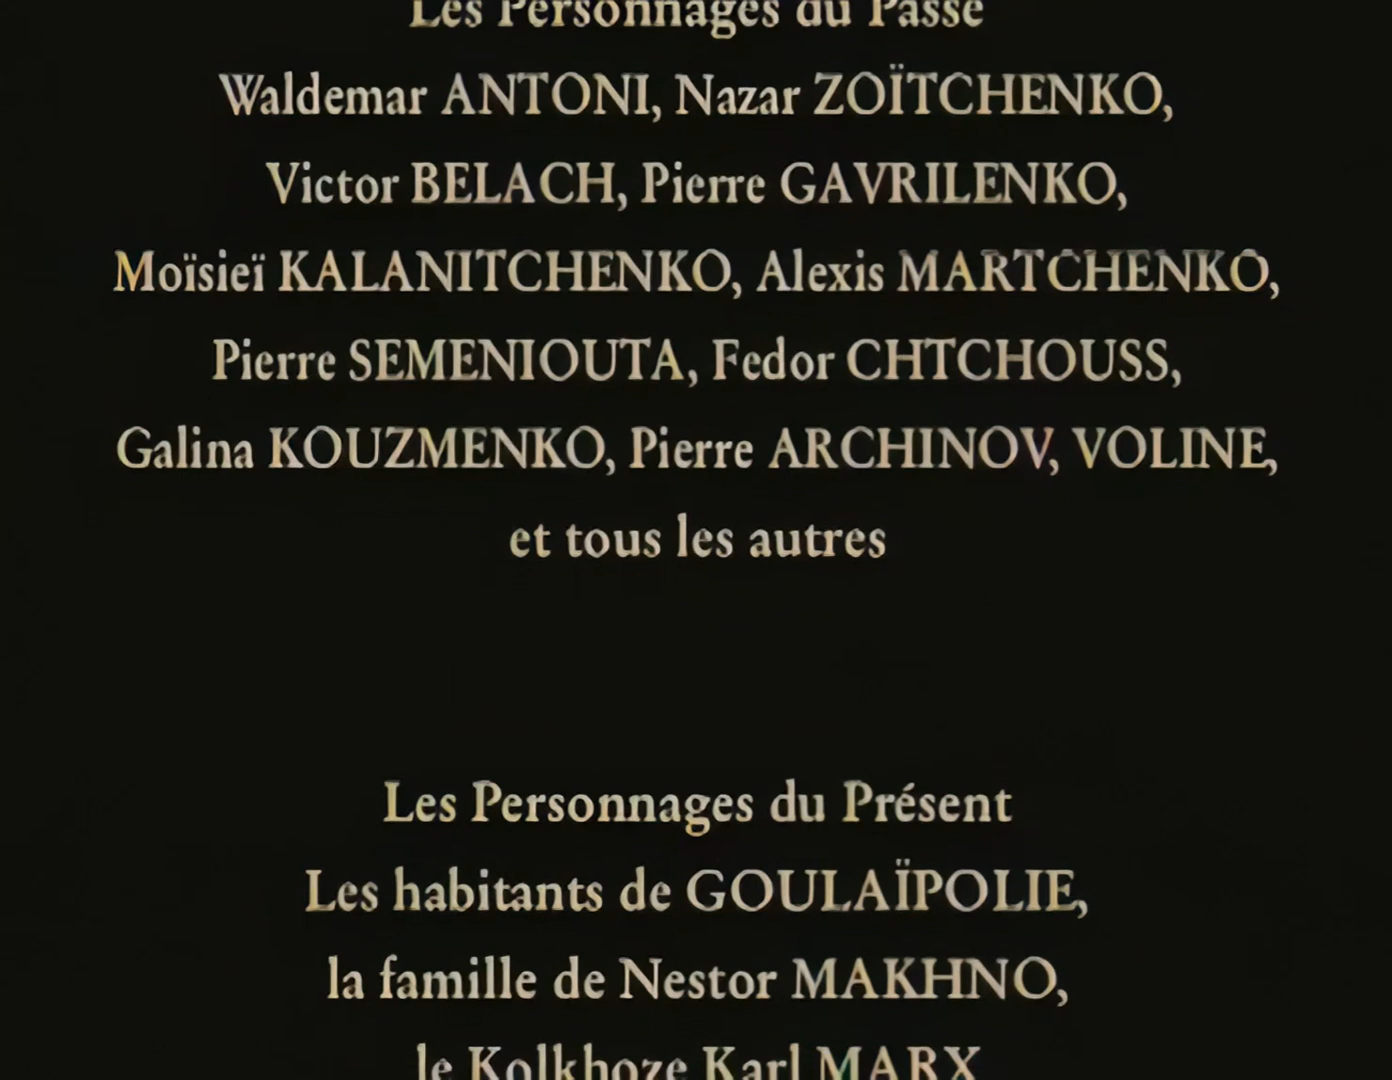 Les Personnages du Passé
Waldemar ANTONI, Nazar ZOÏTCHENKO,
Victor BELACH, Pierre GAVRILENKO,
Moïsieï KALANITCHENKO, Alexis MARTCHENKO,
Pierre SEMENIOUTA, Fedor CHTCHOUSS,
Galina KOUZMENKO, Pierre ARCHINOV, VOLINE,
et tous les autres
Les Personnages du Présent
Les habitants de GOULAÏPOLIE,
la famille de Nestor MAKHNO,
le Kolkhoze Karl MARX